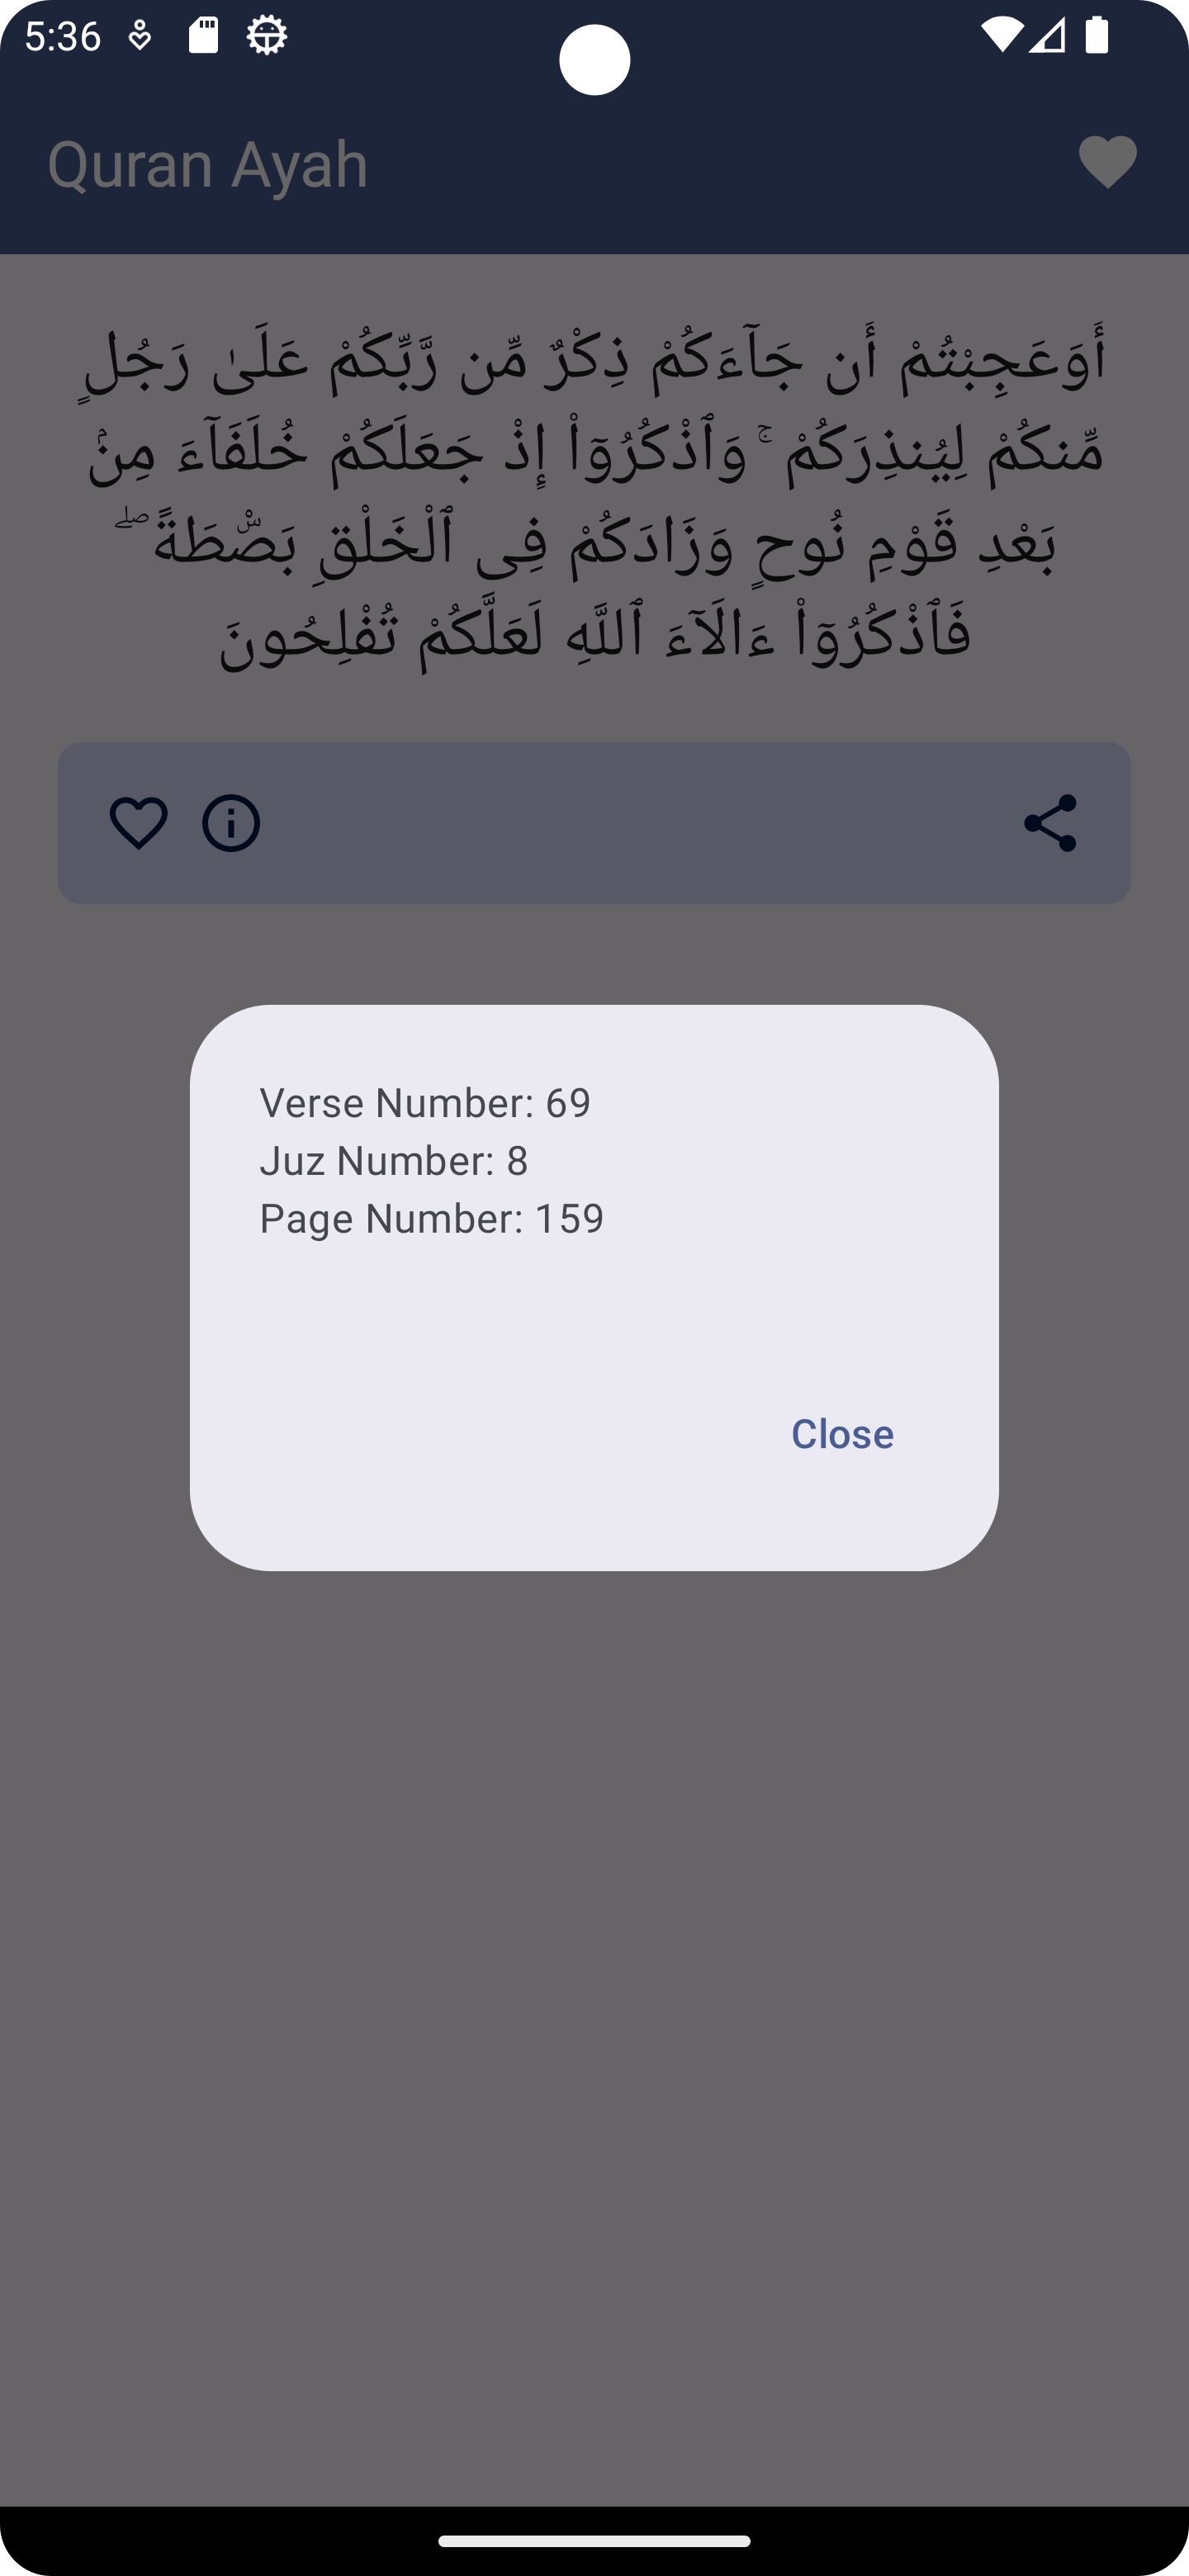 5:36
Quran Ayah
أَوَعَجِبْتُمْ أَن جَآءَكُمْ ذِكْرٌ مِّن رَّبِّكُمْ عَلَىٰ رَجُلٍ
مِّنكُمْ لِيُنذِرَكُمْ ۚ وَٱذْكُرُوٓا۟ إِذْ جَعَلَكُمْ خُلَفَآءَ مِنۢ
بَعْدِ قَوْمِ نُوحٍ وَزَادَكُمْ فِى ٱلْخَلْقِ بَصْۜطَةً ۖ
فَٱذْكُرُوٓا۟ ءَالَآءَ ٱللَّهِ لَعَلَّكُمْ تُفْلِحُونَ
Verse Number: 69
Juz Number: 8
Page Number: 159
Close